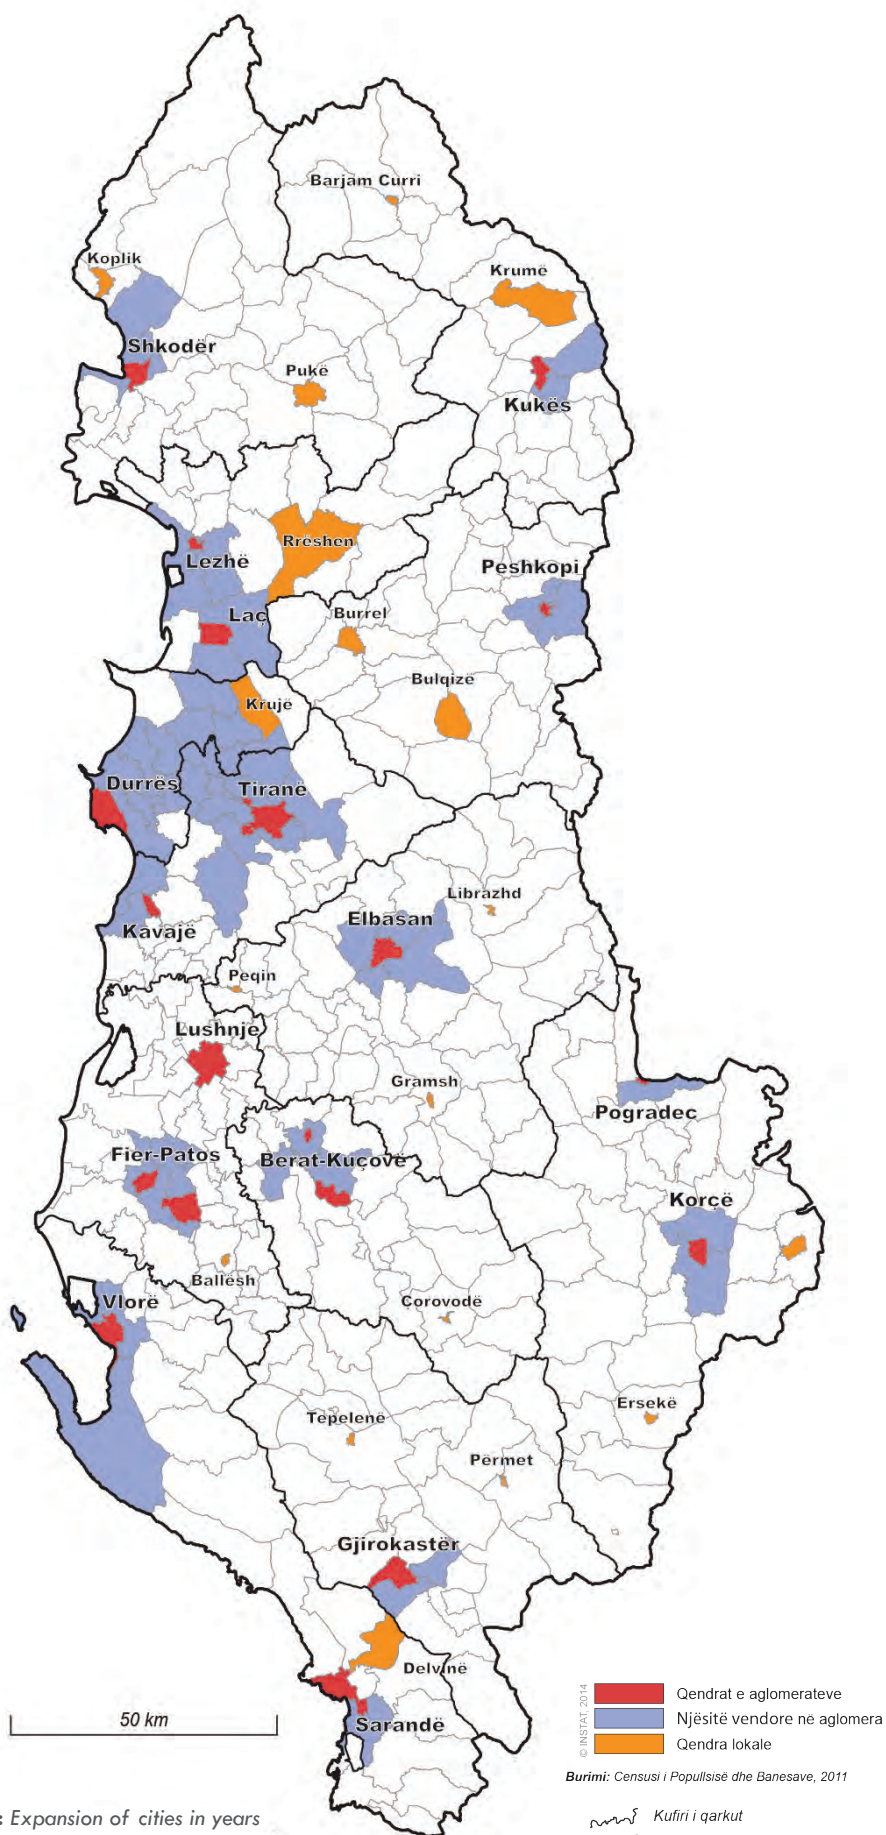 Barjam Curri
Koplik
Krumë
Shkodër
Pukë
Kukës
Rrëshen
Lezhë
Peshkopi
Laç
Burrel
Bulqizë
Krujë
Durrës
Tiranë
Librazhd
Elbasan
Kavajë
Peqin
Lushnje
Gramsh
Pogradec
Fier-Patos
Berat-Kuçovë
Korçë
Ballësh
Vlorë
Corovodë
Ersekë
Tepelenë
Përmet
Gjirokastër
Delvinë
Sarandë
50 km
© INSTAT, 2014
Qendrat e aglomerateve
Njësitë vendore në aglomera
Qendra lokale
Burimi: Censusi i Popullsisë dhe Banesave, 2011
Kufiri i qarkut
: Expansion of cities in years